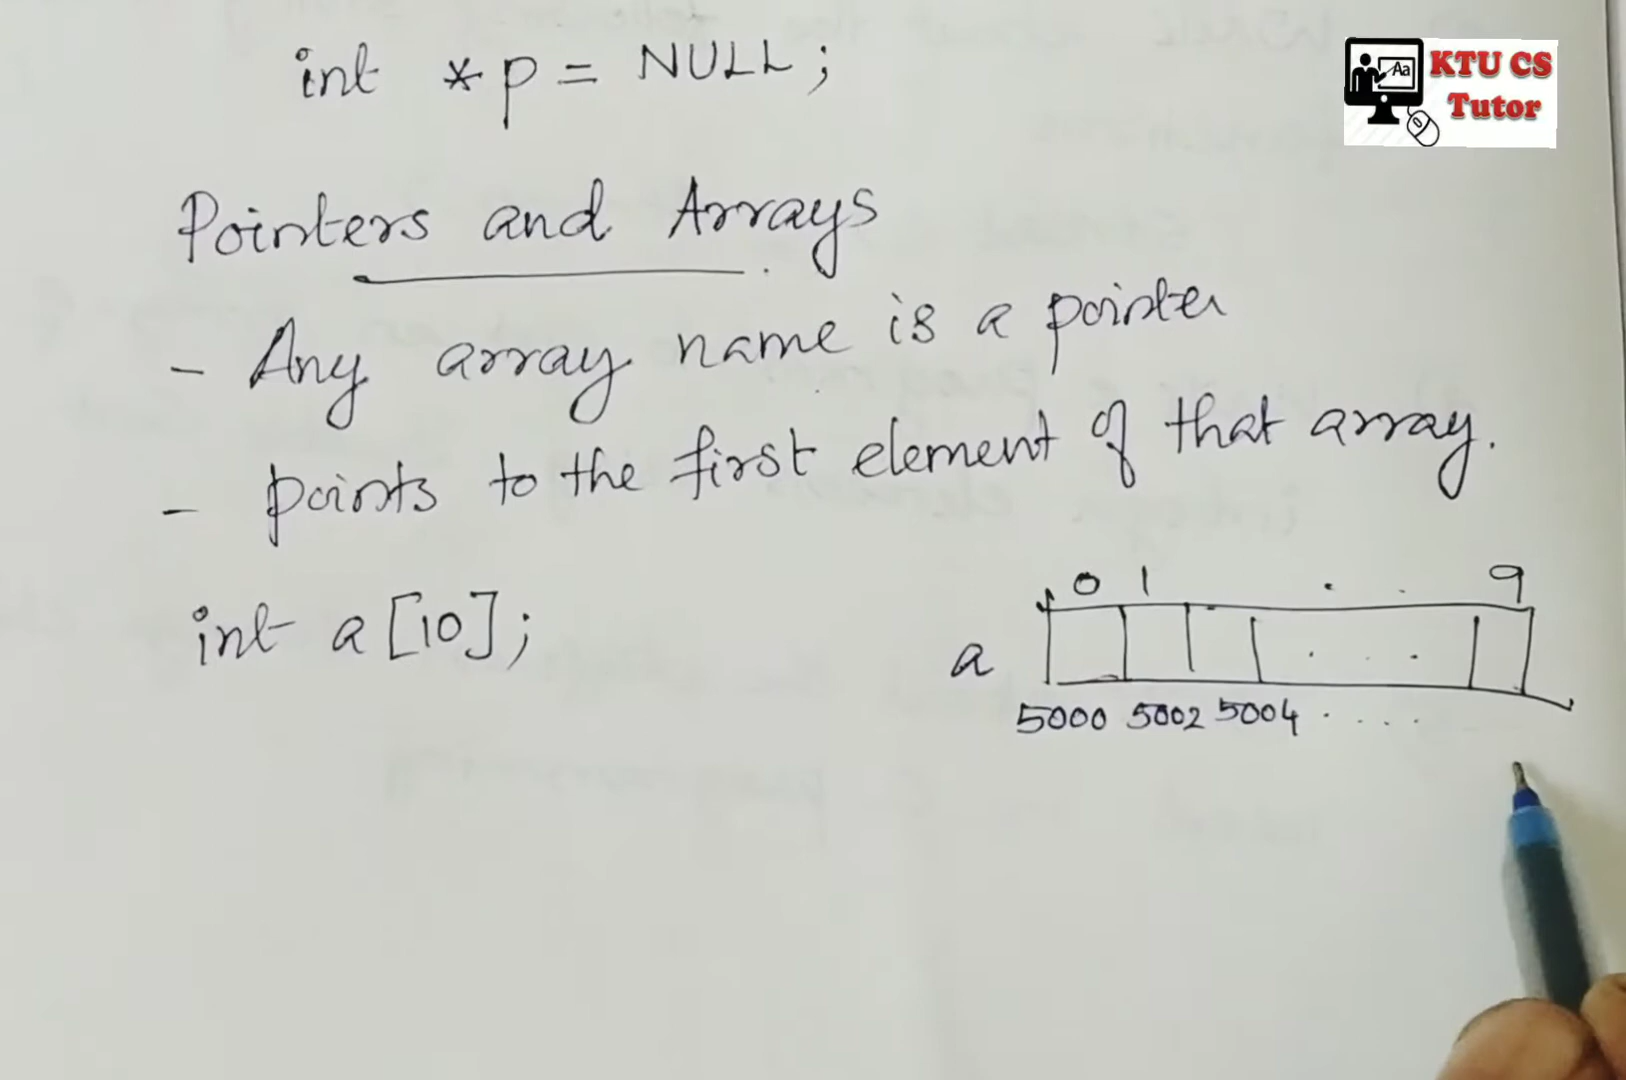 int *p = NULL;
KTU CS
Tutor
Aa
Pointers and Arrays
- Any array name is a pointer
- points to the first element of that array.
int a[10];
0 1 . . 9
a . . .
5000 5002 5004 . . . .